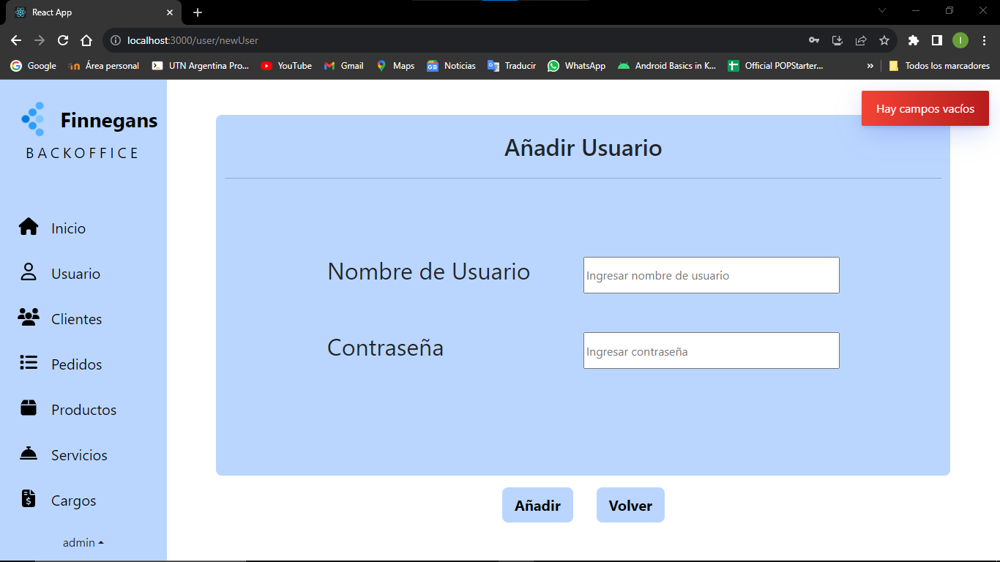 React App
localhost:3000/user/newUser
I
Google
Área personal
UTN Argentina Pro...
YouTube
Gmail
Maps
Noticias
Traducir
WhatsApp
Android Basics in K...
Official POPStarter...
»
Todos los marcadores
Finnegans
BACKOFFICE
Inicio
Usuario
Clientes
Pedidos
Productos
Servicios
Cargos
admin
Hay campos vacíos
Añadir Usuario
Nombre de Usuario
Ingresar nombre de usuario
Contraseña
Ingresar contraseña
Añadir
Volver